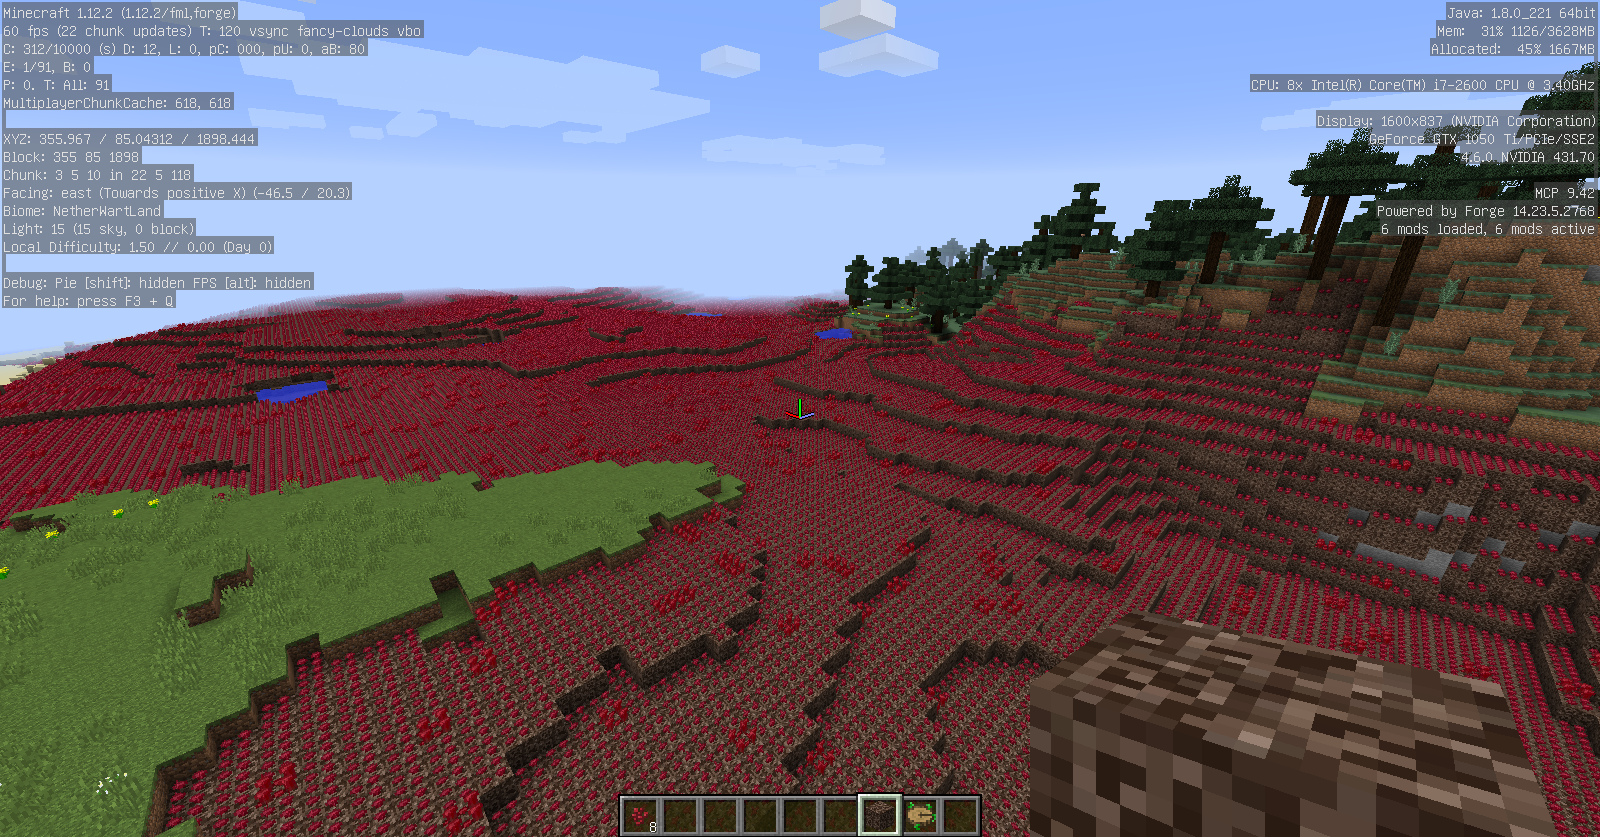 Minecraft 1.12.2 (1.12.2/fml,forge)
60 fps (22 chunk updates) T: 120 vsync fancy-clouds vbo
C: 312/10000 (s) D: 12, L: 0, pC: 000, pU: 0, aB: 80
E: 1/91, B: 0
P: 0. T: All: 91
MultiplayerChunkCache: 618, 618
XYZ: 355.967 / 85.04312 / 1898.444
Block: 355 85 1898
Chunk: 3 5 10 in 22 5 118
Facing: east (Towards positive X) (-46.5 / 20.3)
Biome: NetherWartLand
Light: 15 (15 sky, 0 block)
Local Difficulty: 1.50 // 0.00 (Day 0)
Debug: Pie [shift]: hidden FPS [alt]: hidden
For help: press F3 + Q
Java: 1.8.0_221 64bit
Mem: 31% 1126/3628MB
Allocated: 45% 1667MB
CPU: 8x Intel(R) Core(TM) i7-2600 CPU @ 3.40GHz
Display: 1600x837 (NVIDIA Corporation)
GeForce GTX 1050 Ti/PCIe/SSE2
4.6.0 NVIDIA 431.70
MCP 9.42
Powered by Forge 14.23.5.2768
6 mods loaded, 6 mods active
8